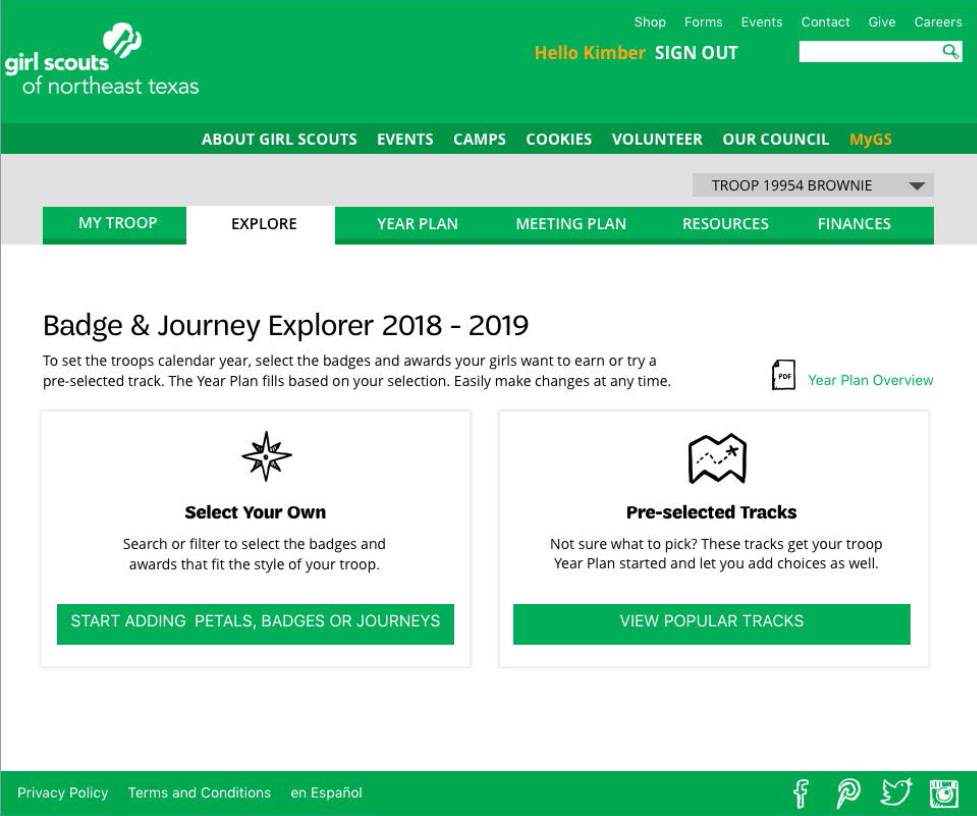 Shop Forms Events Contact Give Careers
Hello Kimber SIGN OUT
girl scouts
of northeast texas
ABOUT GIRL SCOUTS EVENTS CAMPS COOKIES VOLUNTEER OUR COUNCIL MyGS
TROOP 19954 BROWNIE
MY TROOP EXPLORE YEAR PLAN MEETING PLAN RESOURCES FINANCES
Badge & Journey Explorer 2018 - 2019
To set the troops calendar year, select the badges and awards your girls want to earn or try a
pre-selected track. The Year Plan fills based on your selection. Easily make changes at any time.
PDF Year Plan Overview
Select Your Own
Search or filter to select the badges and
awards that fit the style of your troop.
START ADDING PETALS, BADGES OR JOURNEYS
Pre-selected Tracks
Not sure what to pick? These tracks get your troop
Year Plan started and let you add choices as well.
VIEW POPULAR TRACKS
Privacy Policy Terms and Conditions en Español